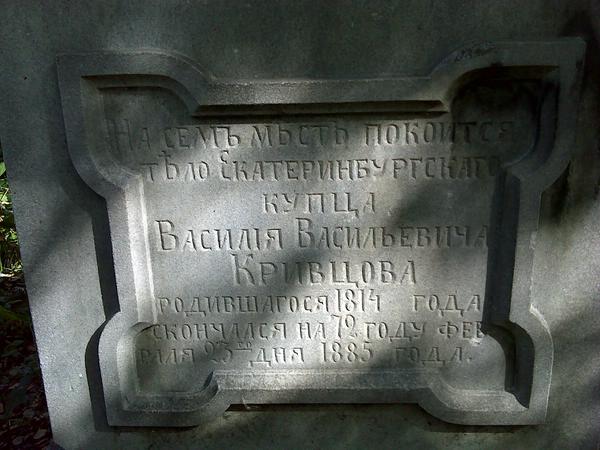 На семъ мѣстѣ покоится
тѣло Екатеринбургскаго
купца
Василія Васильевича
Кривцова
родившагося 1814 года
скончался на 72 году фев
раля 23го дня 1885 года.